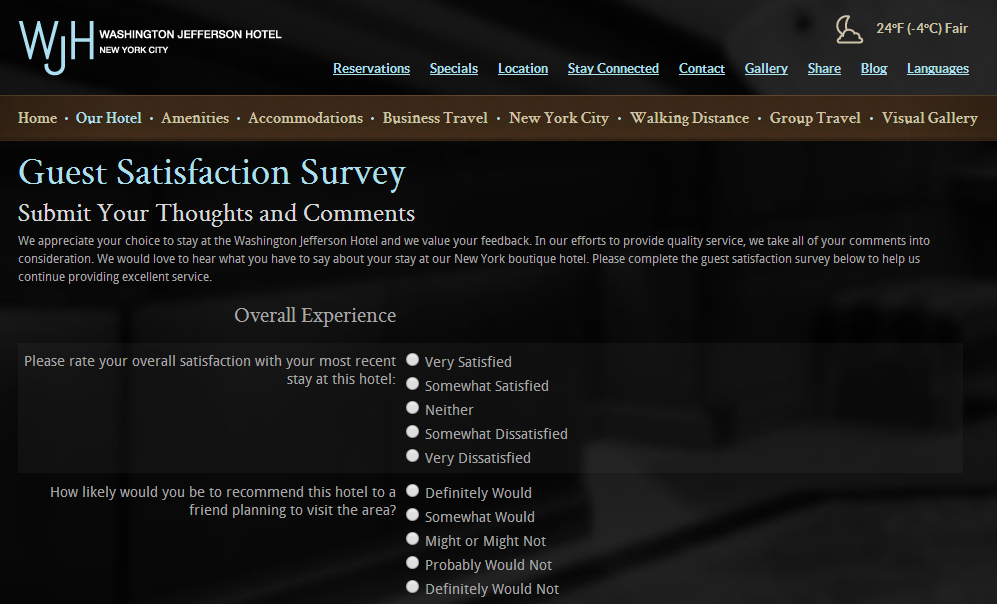 WJH WASHINGTON JEFFERSON HOTEL
NEW YORK CITY
24°F (-4°C) Fair
Reservations Specials Location Stay Connected Contact Gallery Share Blog Languages
Home • Our Hotel • Amenities • Accommodations • Business Travel • New York City • Walking Distance • Group Travel • Visual Gallery
Guest Satisfaction Survey
Submit Your Thoughts and Comments
We appreciate your choice to stay at the Washington Jefferson Hotel and we value your feedback. In our efforts to provide quality service, we take all of your comments into
consideration. We would love to hear what you have to say about your stay at our New York boutique hotel. Please complete the guest satisfaction survey below to help us
continue providing excellent service.
Overall Experience
Please rate your overall satisfaction with your most recent
stay at this hotel:
Very Satisfied
Somewhat Satisfied
Neither
Somewhat Dissatisfied
Very Dissatisfied
How likely would you be to recommend this hotel to a
friend planning to visit the area?
Definitely Would
Somewhat Would
Might or Might Not
Probably Would Not
Definitely Would Not